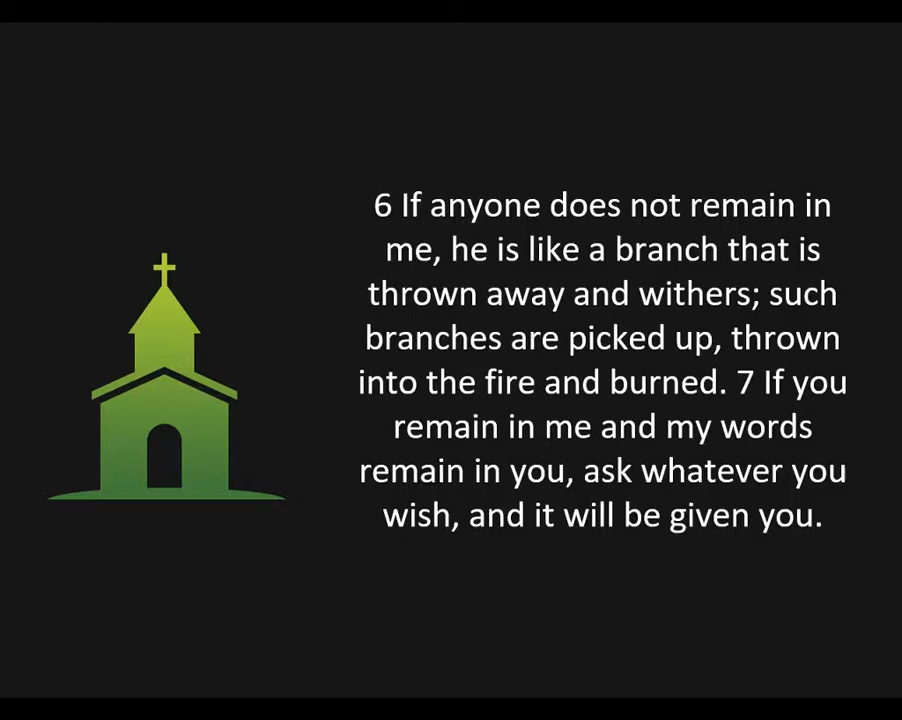 6 If anyone does not remain in
me, he is like a branch that is
thrown away and withers; such
branches are picked up, thrown
into the fire and burned. 7 If you
remain in me and my words
remain in you, ask whatever you
wish, and it will be given you.